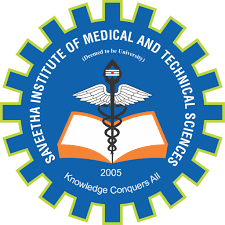 SAVEETHA INSTITUTE OF MEDICAL AND TECHNICAL SCIENCES
(Deemed to be University)
2005
Knowledge Conquers All